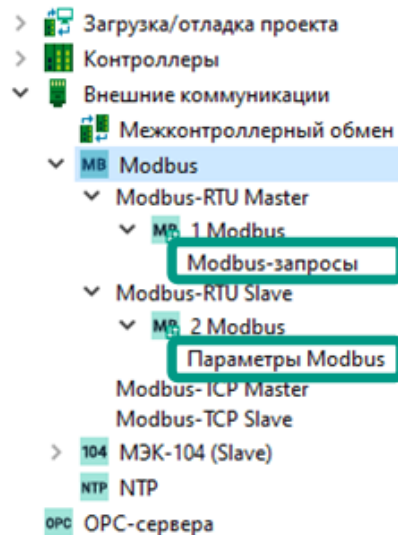 Загрузка/отладка проекта
Контроллеры
Внешние коммуникации
Межконтроллерный обмен
MB Modbus
Modbus-RTU Master
MB 1 Modbus
Modbus-запросы
Modbus-RTU Slave
MB 2 Modbus
Параметры Modbus
Modbus-TCP Master
Modbus-TCP Slave
104 МЭК-104 (Slave)
NTP NTP
OPC OPC-сервера